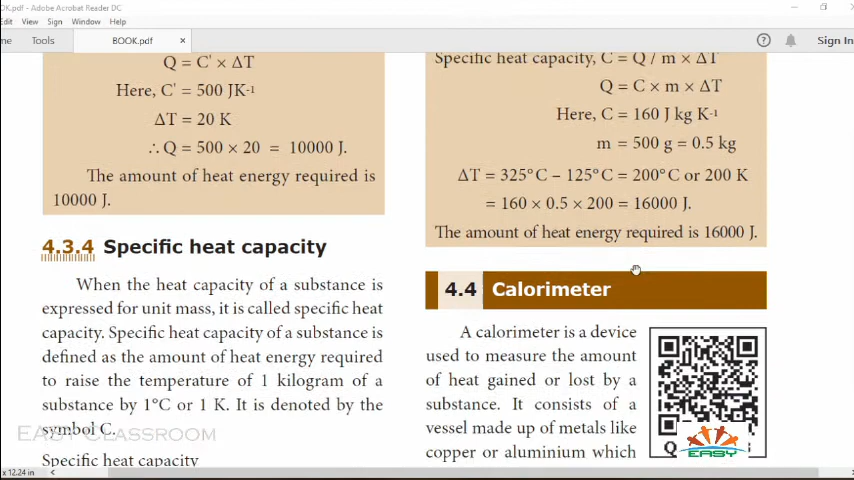 OK.pdf - Adobe Acrobat Reader DC
Edit View Sign Window Help
me Tools BOOK.pdf × Sign In
Q = C' × ΔT
Here, C' = 500 JK⁻¹
ΔT = 20 K
∴ Q = 500 × 20 = 10000 J.
The amount of heat energy required is
10000 J.
4.3.4 Specific heat capacity
When the heat capacity of a substance is
expressed for unit mass, it is called specific heat
capacity. Specific heat capacity of a substance is
defined as the amount of heat energy required
to raise the temperature of 1 kilogram of a
substance by 1°C or 1 K. It is denoted by the
symbol C.
Specific heat capacity
Specific heat capacity, C = Q / m × ΔT
Q = C × m × ΔT
Here, C = 160 J kg K⁻¹
m = 500 g = 0.5 kg
ΔT = 325°C – 125°C = 200°C or 200 K
= 160 × 0.5 × 200 = 16000 J.
The amount of heat energy required is 16000 J.
4.4 Calorimeter
A calorimeter is a device
used to measure the amount
of heat gained or lost by a
substance. It consists of a
vessel made up of metals like
copper or aluminium which
EASY CLASSROOM
EASY
x 12.24 in